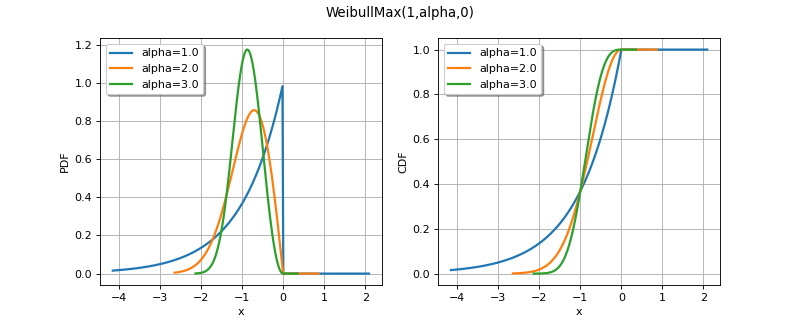 WeibullMax(1,alpha,0)
alpha=1.0
alpha=2.0
alpha=3.0
1.2
1.0
0.8
0.6
0.4
0.2
0.0
PDF
−4 −3 −2 −1 0 1 2
x
alpha=1.0
alpha=2.0
alpha=3.0
1.0
0.8
0.6
0.4
0.2
0.0
CDF
−4 −3 −2 −1 0 1 2
x